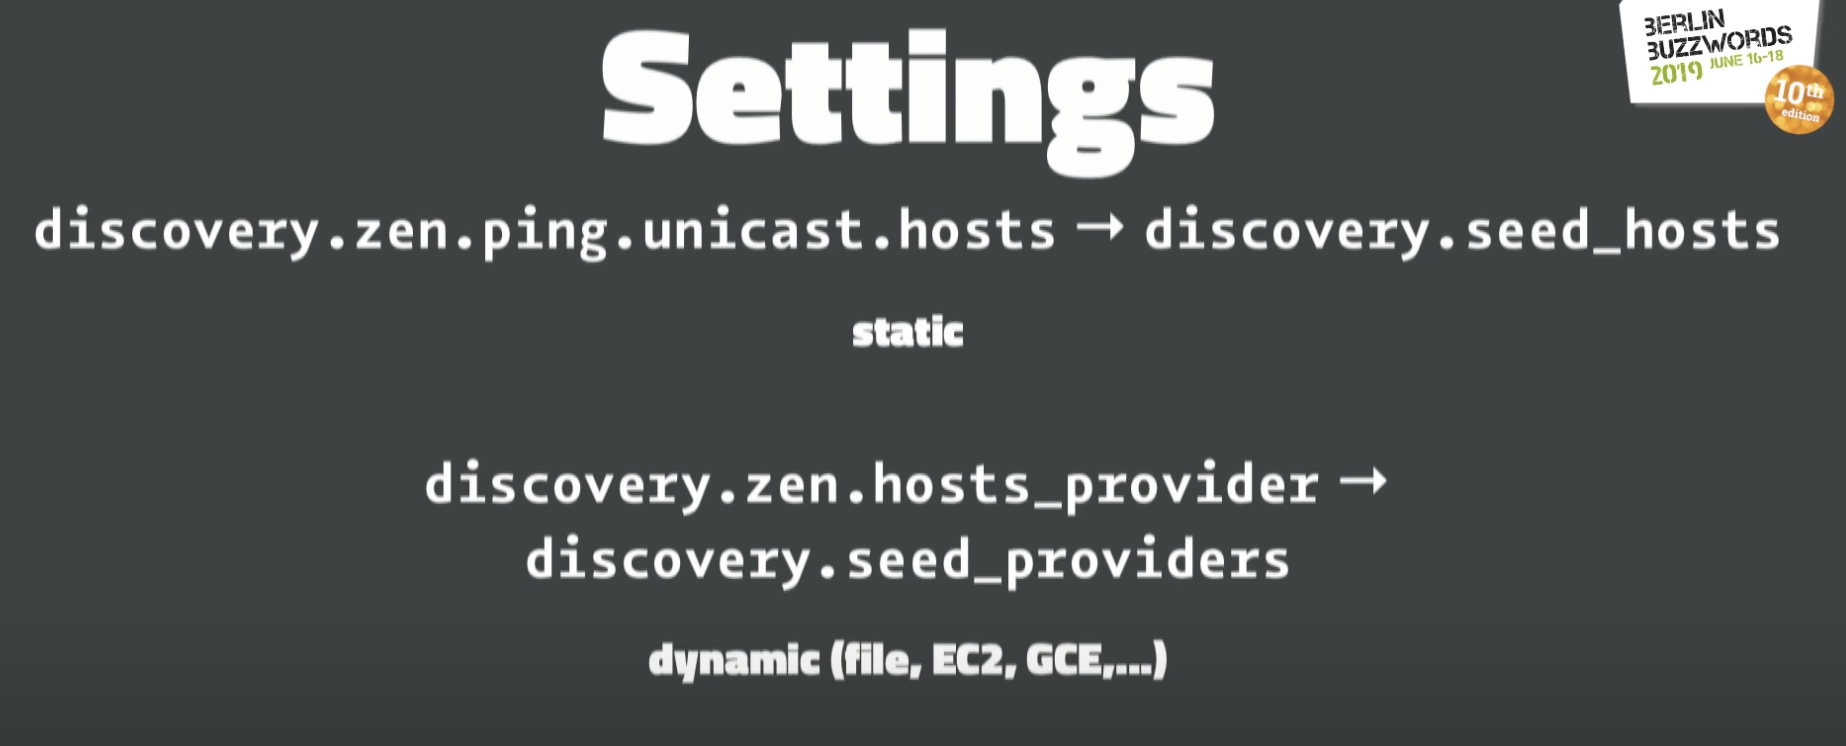 Settings
BERLIN
BUZZWORDS
2019 JUNE 16-18
10th
edition
discovery.zen.ping.unicast.hosts → discovery.seed_hosts
static
discovery.zen.hosts_provider →
discovery.seed_providers
dynamic (file, EC2, GCE,...)